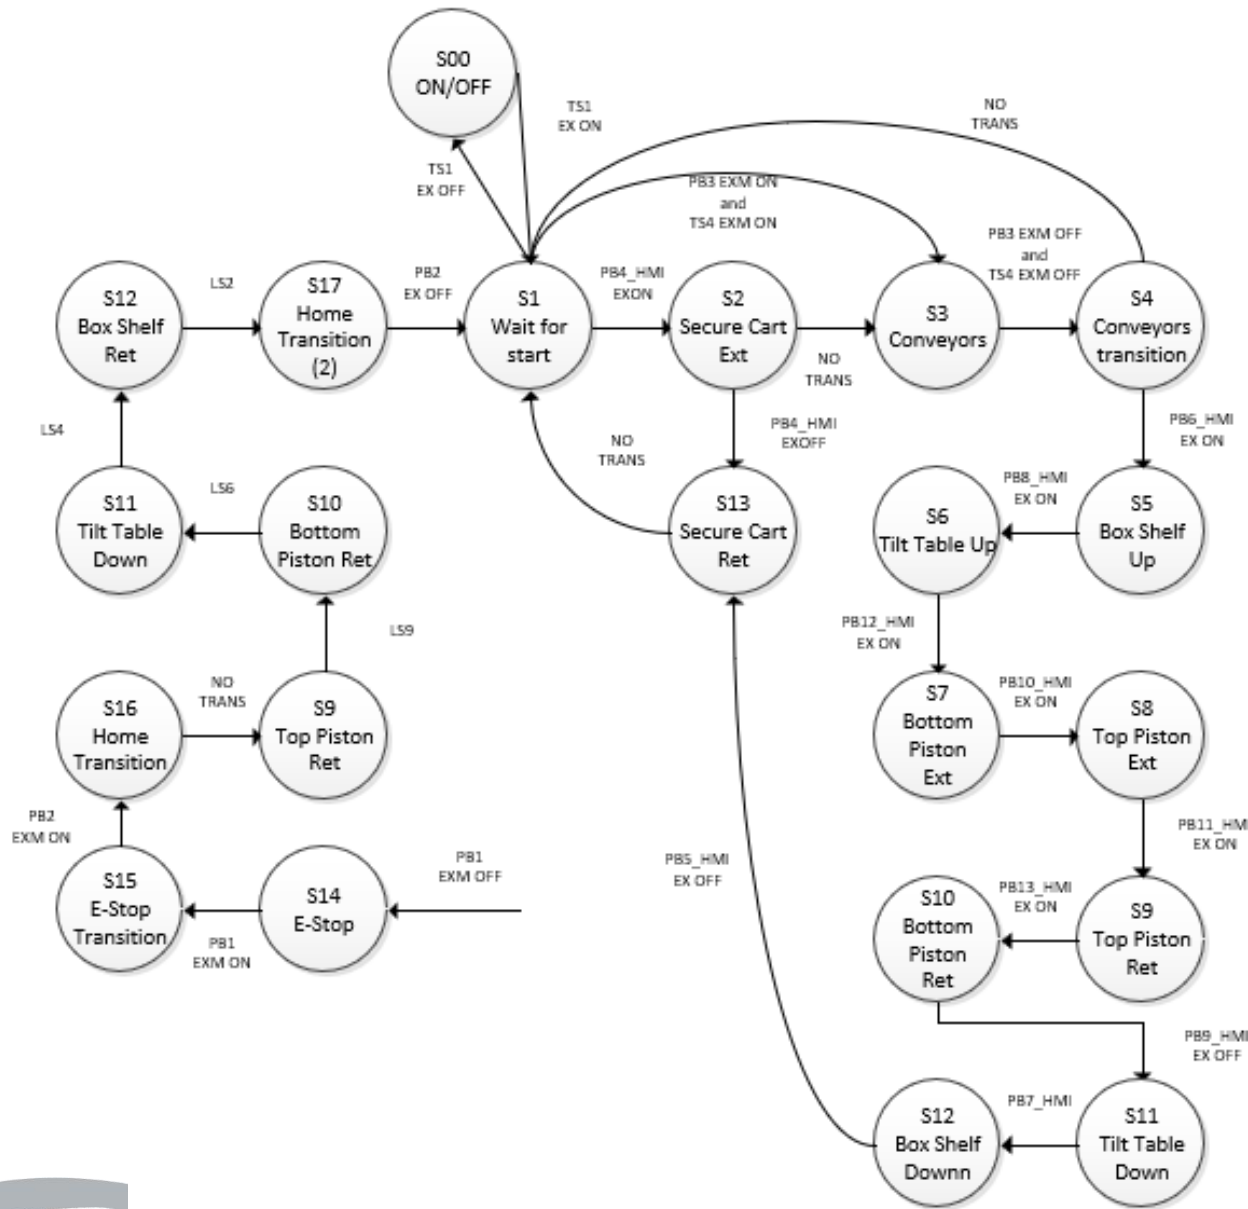 S00
ON/OFF
TS1
EX ON
NO
TRANS
TS1
EX OFF
PB3 EXM ON
and
TS4 EXM ON
PB3 EXM OFF
and
TS4 EXM OFF
S12
Box Shelf
Ret
LS2
S17
Home
Transition
(2)
PB2
EX OFF
S1
Wait for
start
PB4_HMI
EXON
S2
Secure Cart
Ext
NO
TRANS
S3
Conveyors
S4
Conveyors
transition
LS4
NO
TRANS
PB4_HMI
EXOFF
PB6_HMI
EX ON
S11
Tilt Table
Down
LS6
S10
Bottom
Piston Ret
S13
Secure Cart
Ret
S6
Tilt Table Up
PB8_HMI
EX ON
S5
Box Shelf
Up
LS9
PB12_HMI
EX ON
S16
Home
Transition
NO
TRANS
S9
Top Piston
Ret
S7
Bottom
Piston
Ext
PB10_HMI
EX ON
S8
Top Piston
Ext
PB2
EXM ON
PB11_HMI
EX ON
S15
E-Stop
Transition
PB1
EXM ON
S14
E-Stop
PB1
EXM OFF
PB5_HMI
EX OFF
S10
Bottom
Piston
Ret
PB13_HMI
EX ON
S9
Top Piston
Ret
PB9_HMI
EX OFF
S12
Box Shelf
Downn
PB7_HMI
S11
Tilt Table
Down